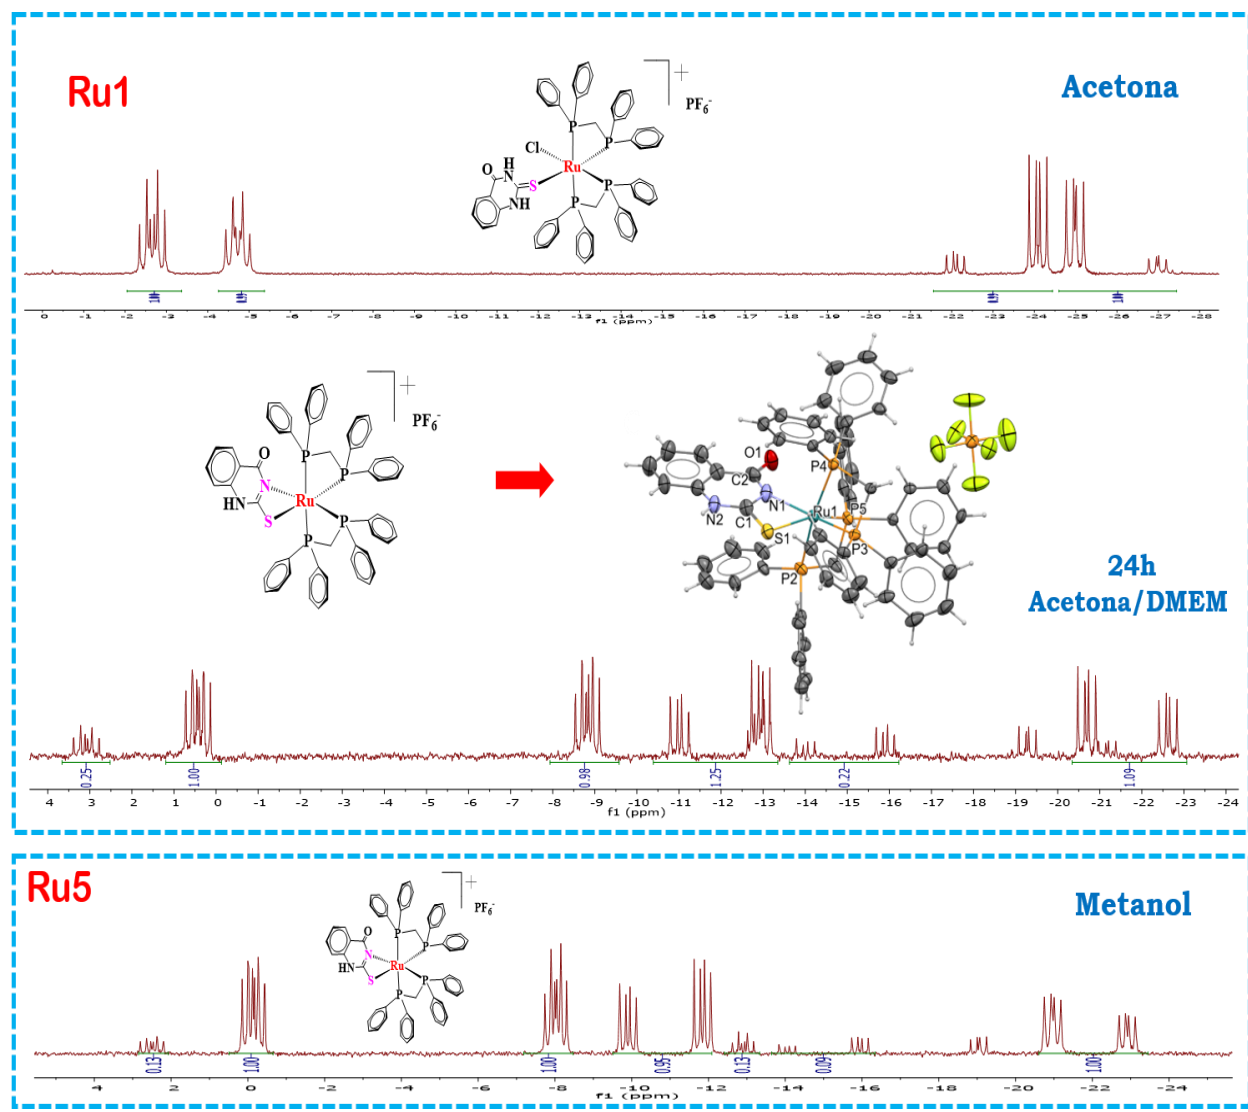 Ru1
Acetona
+
PF6-
Cl
P
P
Ru
P
P
O
H
N
S
NH
0 -1 -2 -3 -4 -5 -6 -7 -8 -9 -10 -11 -12 -13 -14 -15 -16 -17 -18 -19 -20 -21 -22 -23 -24 -25 -26 -27 -28
f1 (ppm)
+
PF6-
P
P
O
N
Ru
HN
S
P
P
O1
C2
P4
N1
N2
C1
Ru1
P5
S1
P3
P2
24h
Acetona/DMEM
0.25
1.00
0.98
1.25
0.22
1.09
4 3 2 1 0 -1 -2 -3 -4 -5 -6 -7 -8 -9 -10 -11 -12 -13 -14 -15 -16 -17 -18 -19 -20 -21 -22 -23 -24
f1 (ppm)
Ru5
Metanol
+
PF6-
P
P
O
N
Ru
HN
S
P
P
0.13
1.00
1.00
0.95
0.13
0.09
1.00
4 2 0 -2 -4 -6 -8 -10 -12 -14 -16 -18 -20 -22 -24
f1 (ppm)